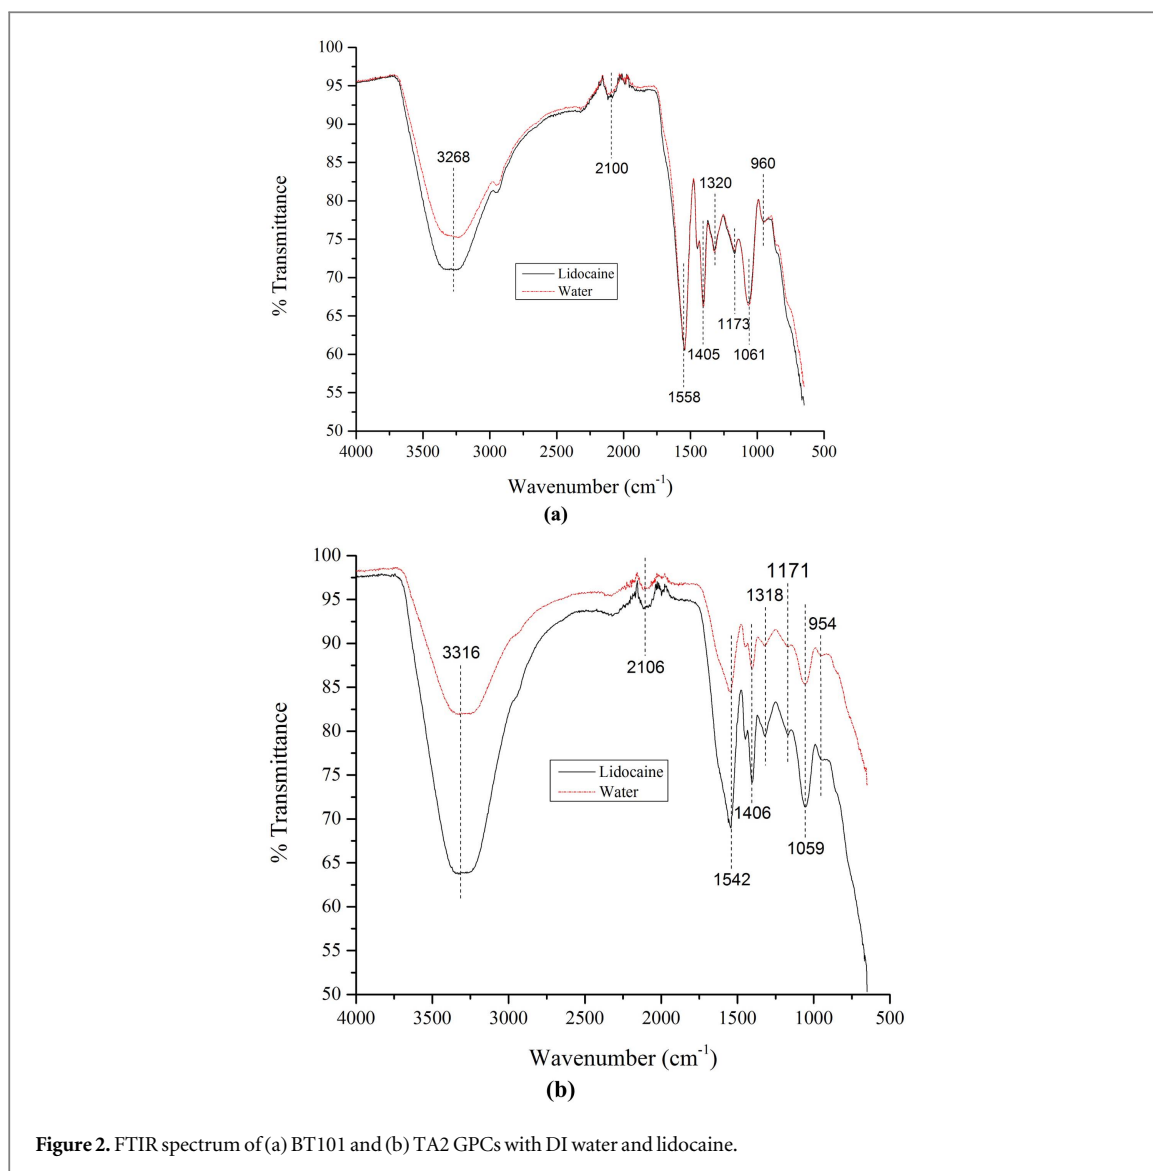 100
95
90
85
80
75
70
65
60
55
50
% Transmittance
3268
2100
1320
960
Lidocaine
Water
1173
1405
1061
1558
4000 3500 3000 2500 2000 1500 1000 500
Wavenumber (cm-1)
(a)
100
95
90
85
80
75
70
65
60
55
50
% Transmittance
1171
1318
954
3316
2106
Lidocaine
Water
1406
1059
1542
4000 3500 3000 2500 2000 1500 1000 500
Wavenumber (cm-1)
(b)
Figure 2. FTIR spectrum of (a) BT101 and (b) TA2 GPCs with DI water and lidocaine.